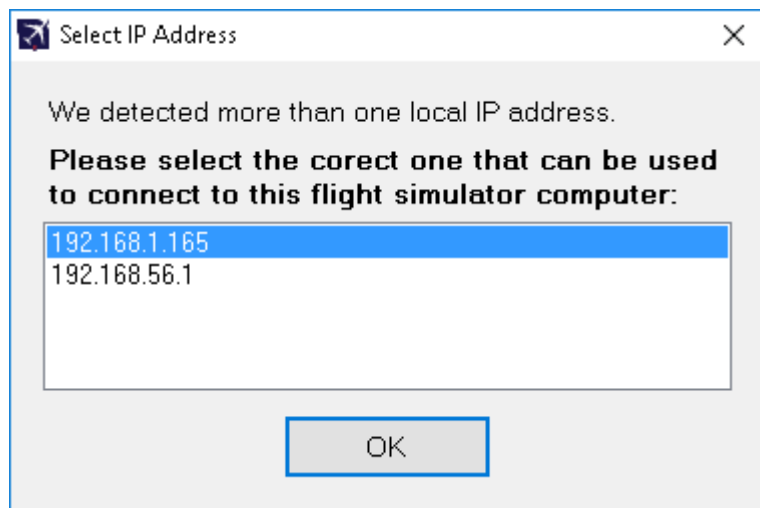 Select IP Address
We detected more than one local IP address.
Please select the corect one that can be used
to connect to this flight simulator computer:
192.168.1.165
192.168.56.1
OK